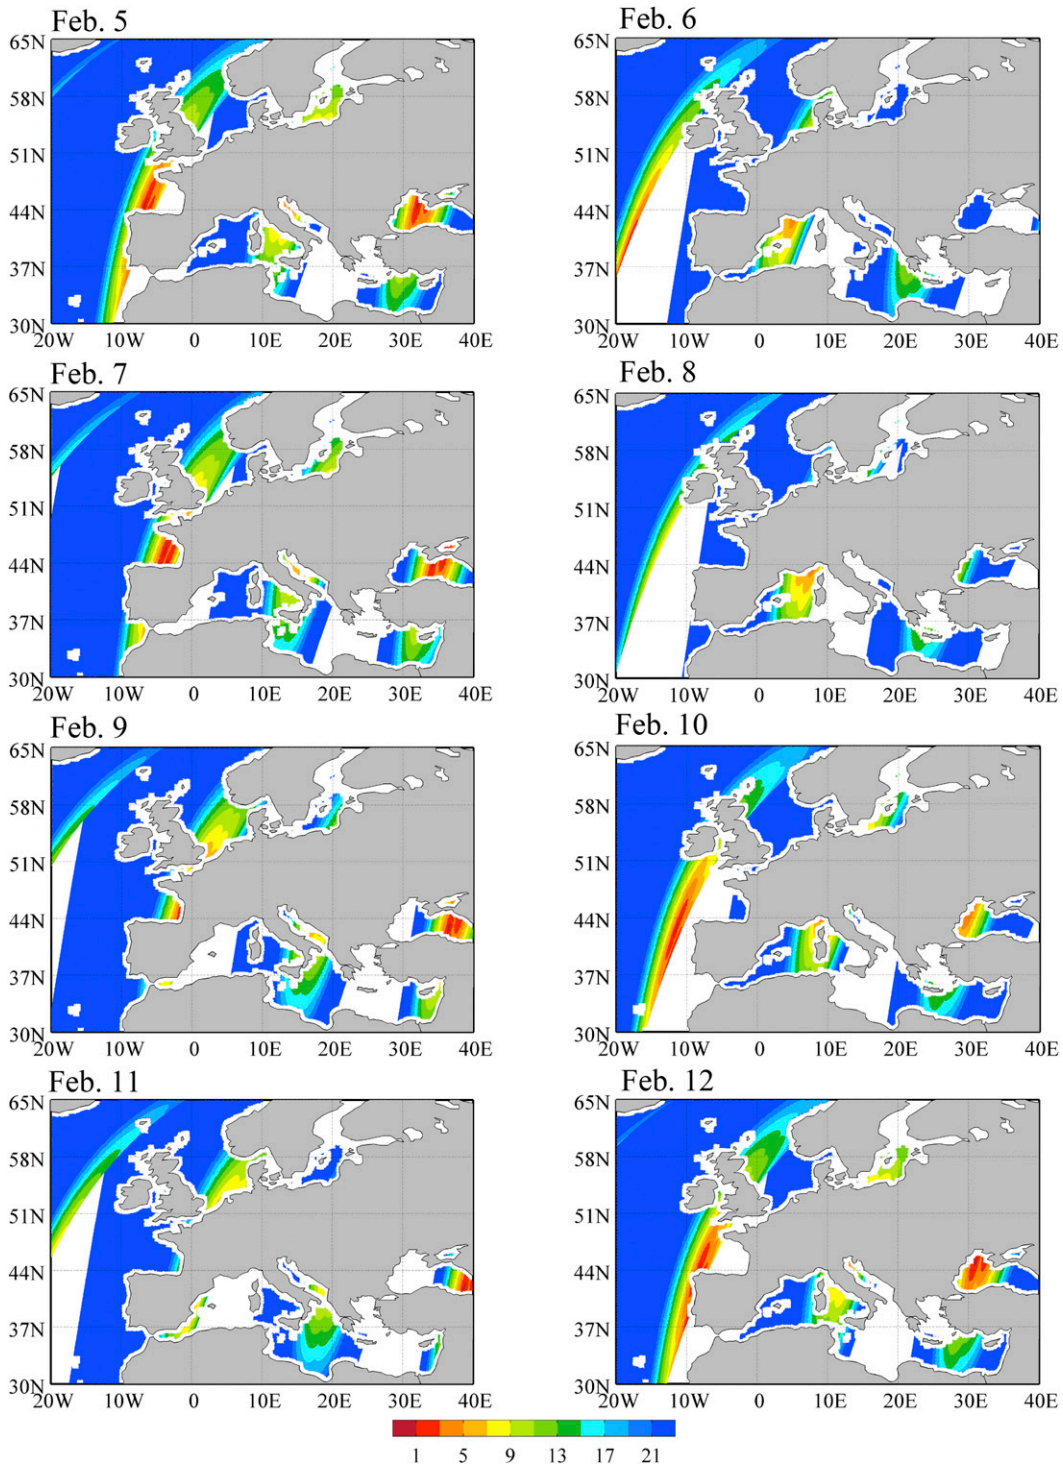 Feb. 5 Feb. 6
65N 65N
58N 58N
51N 51N
44N 44N
37N 37N
30N 30N
20W 10W 0 10E 20E 30E 40E 20W 10W 0 10E 20E 30E 40E
Feb. 7 Feb. 8
65N 65N
58N 58N
51N 51N
44N 44N
37N 37N
30N 30N
20W 10W 0 10E 20E 30E 40E 20W 10W 0 10E 20E 30E 40E
Feb. 9 Feb. 10
65N 65N
58N 58N
51N 51N
44N 44N
37N 37N
30N 30N
20W 10W 0 10E 20E 30E 40E 20W 10W 0 10E 20E 30E 40E
Feb. 11 Feb. 12
65N 65N
58N 58N
51N 51N
44N 44N
37N 37N
30N 30N
20W 10W 0 10E 20E 30E 40E 20W 10W 0 10E 20E 30E 40E
1 5 9 13 17 21